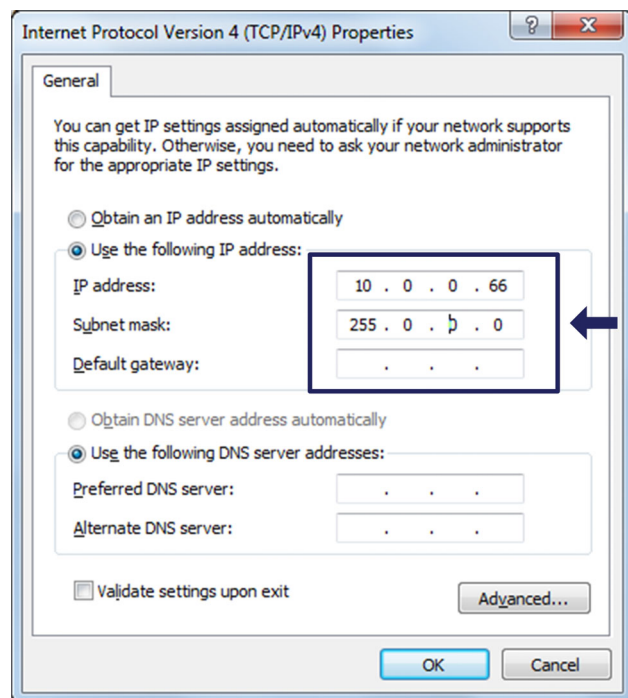 Internet Protocol Version 4 (TCP/IPv4) Properties
?
General
You can get IP settings assigned automatically if your network supports
this capability. Otherwise, you need to ask your network administrator
for the appropriate IP settings.
Obtain an IP address automatically
Use the following IP address:
IP address: 10 . 0 . 0 . 66
Subnet mask: 255 . 0 . 0 . 0
Default gateway: . . .
Obtain DNS server address automatically
Use the following DNS server addresses:
Preferred DNS server: . . .
Alternate DNS server: . . .
Validate settings upon exit
Advanced...
OK Cancel